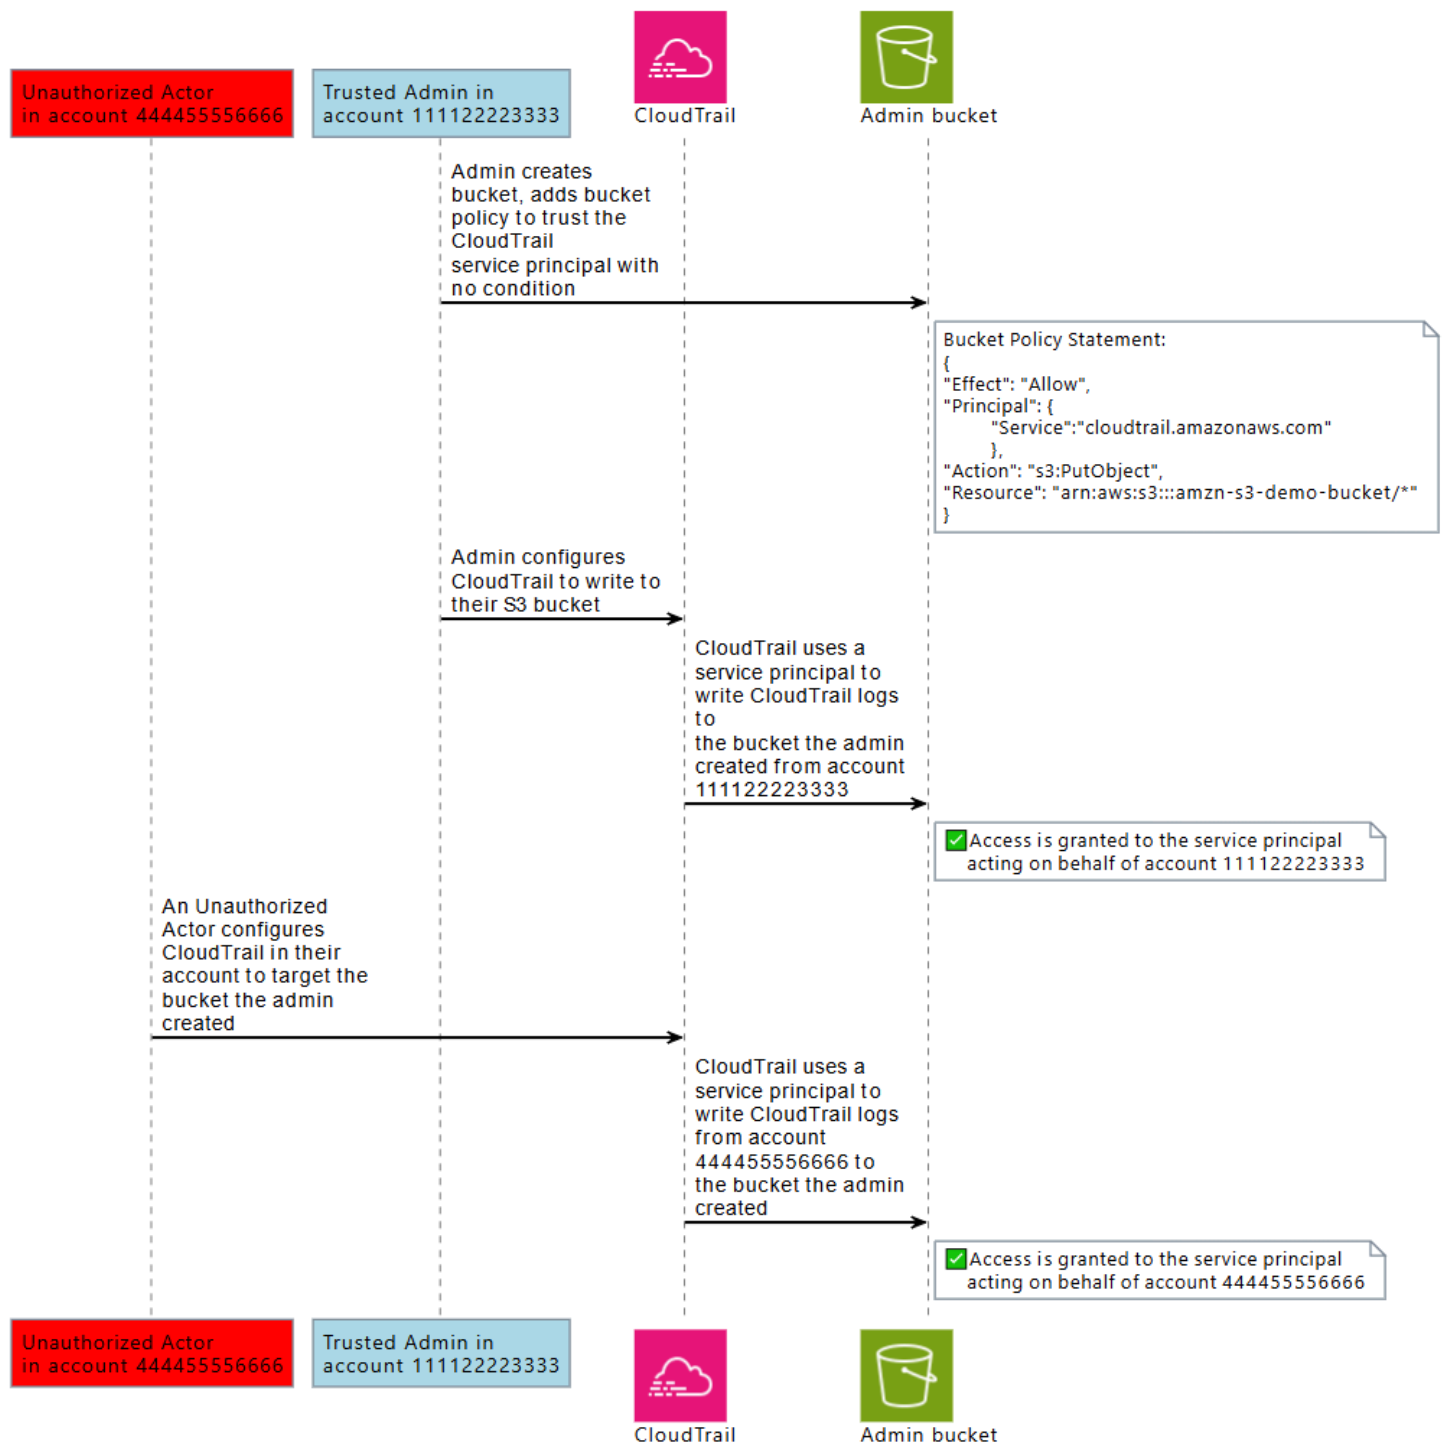 Unauthorized Actor
in account 444455556666
Trusted Admin in
account 111122223333
CloudTrail
Admin bucket
Admin creates
bucket, adds bucket
policy to trust the
CloudTrail
service principal with
no condition
Bucket Policy Statement:
{
"Effect": "Allow",
"Principal": {
"Service":"cloudtrail.amazonaws.com"
},
"Action": "s3:PutObject",
"Resource": "arn:aws:s3:::amzn-s3-demo-bucket/*"
}
Admin configures
CloudTrail to write to
their S3 bucket
CloudTrail uses a
service principal to
write CloudTrail logs
to
the bucket the admin
created from account
111122223333
✅Access is granted to the service principal
acting on behalf of account 111122223333
An Unauthorized
Actor configures
CloudTrail in their
account to target the
bucket the admin
created
CloudTrail uses a
service principal to
write CloudTrail logs
from account
444455556666 to
the bucket the admin
created
✅Access is granted to the service principal
acting on behalf of account 444455556666
Unauthorized Actor
in account 444455556666
Trusted Admin in
account 111122223333
CloudTrail
Admin bucket